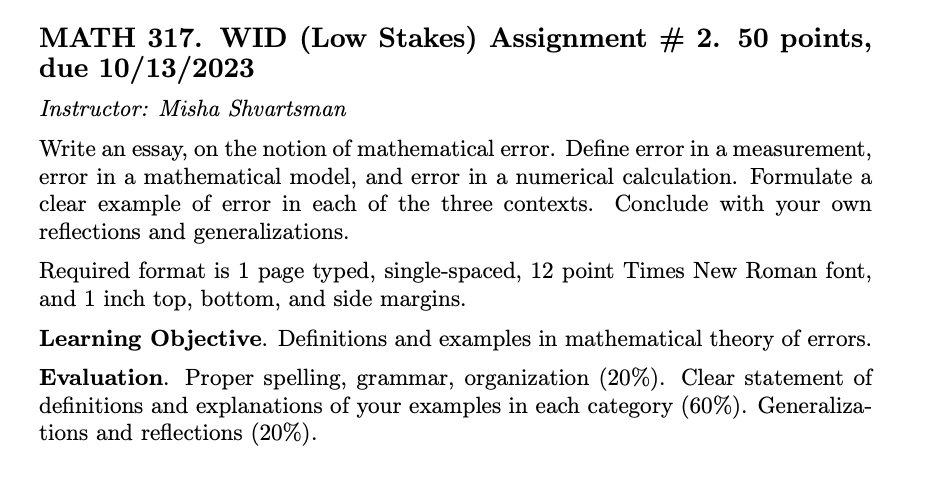 MATH 317. WID (Low Stakes) Assignment # 2. 50 points,
due 10/13/2023
Instructor: Misha Shvartsman
Write an essay, on the notion of mathematical error. Define error in a measurement,
error in a mathematical model, and error in a numerical calculation. Formulate a
clear example of error in each of the three contexts. Conclude with your own
reflections and generalizations.
Required format is 1 page typed, single-spaced, 12 point Times New Roman font,
and 1 inch top, bottom, and side margins.
Learning Objective. Definitions and examples in mathematical theory of errors.
Evaluation. Proper spelling, grammar, organization (20%). Clear statement of
definitions and explanations of your examples in each category (60%). Generaliza-
tions and reflections (20%).